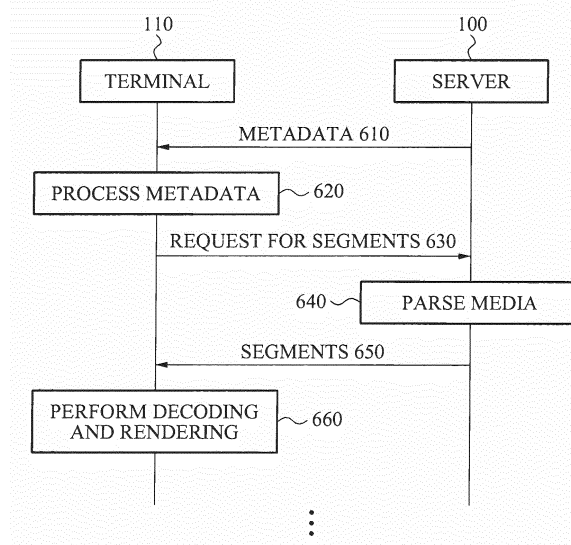 110
100
TERMINAL
SERVER
METADATA 610
PROCESS METADATA
620
REQUEST FOR SEGMENTS 630
640
PARSE MEDIA
SEGMENTS 650
PERFORM DECODING
AND RENDERING
660